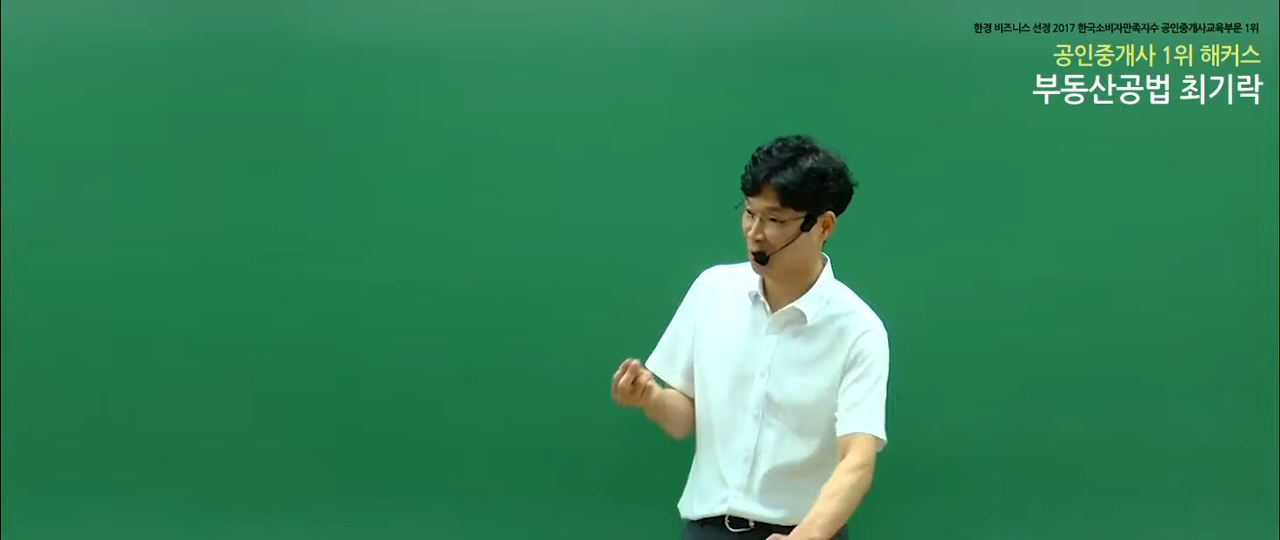 한경 비즈니스 선정 2017 한국소비자만족지수 공인중개사교육부문 1위
공인중개사 1위 해커스
부동산공법 최기락